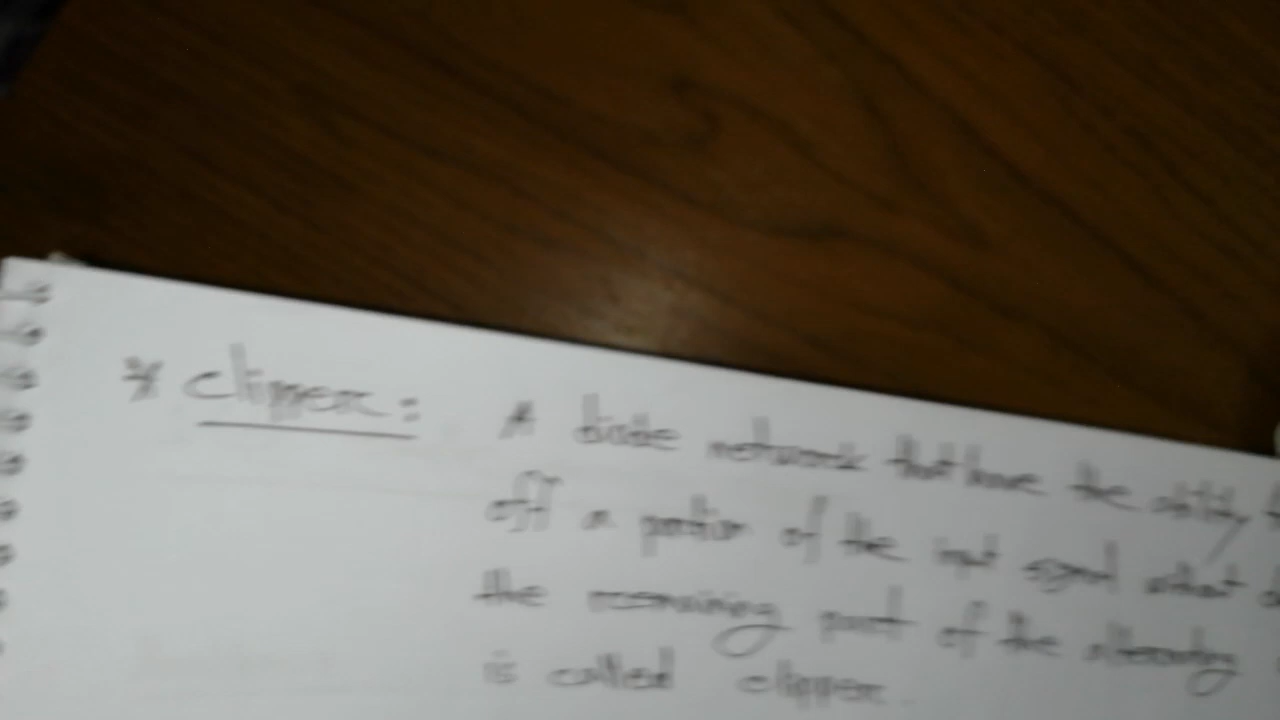 * Clipper: A diode network that have the ability
off a portion of the input signal without
the remaining part of the alternating
is called clipper.